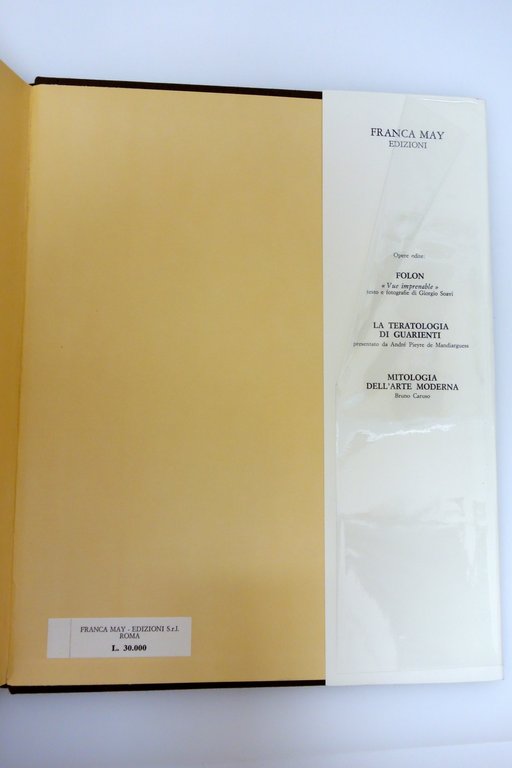 FRANCA MAY
EDIZIONI
Opere edite:
FOLON
« Vue imprenable »
testo e fotografie di Giorgio Soavi
LA TERATOLOGIA
DI GUARIENTI
presentato da André Pieyre de Mandiarguess
MITOLOGIA
DELL'ARTE MODERNA
Bruno Caruso
FRANCA MAY - EDIZIONI S.r.l.
ROMA
L. 30.000